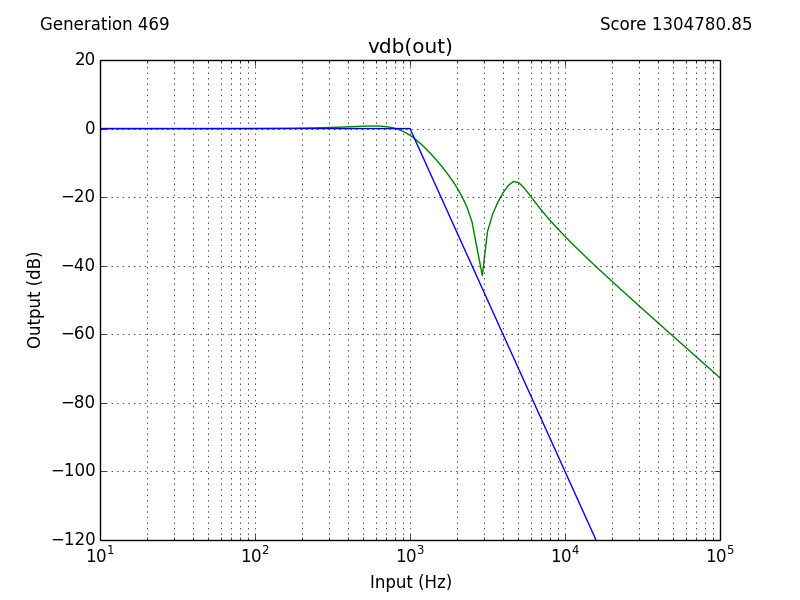 Generation 469
Score 1304780.85
vdb(out)
20
0
−20
−40
−60
−80
−100
−120
Output (dB)
10¹
10²
10³
10⁴
10⁵
Input (Hz)